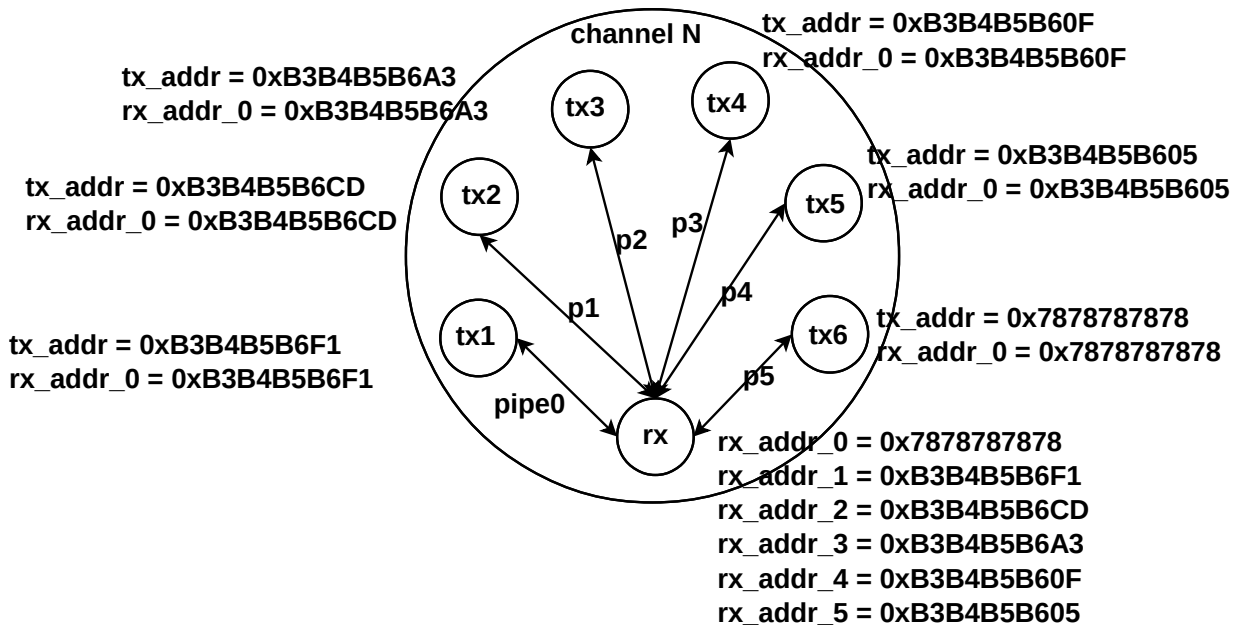 channel N
tx_addr = 0xB3B4B5B60F
rx_addr_0 = 0xB3B4B5B60F
tx_addr = 0xB3B4B5B6A3
rx_addr_0 = 0xB3B4B5B6A3
tx3
tx4
tx_addr = 0xB3B4B5B605
rx_addr_0 = 0xB3B4B5B605
tx_addr = 0xB3B4B5B6CD
rx_addr_0 = 0xB3B4B5B6CD
tx2
tx5
p2
p3
p1
p4
tx_addr = 0xB3B4B5B6F1
rx_addr_0 = 0xB3B4B5B6F1
tx1
tx6
tx_addr = 0x7878787878
rx_addr_0 = 0x7878787878
pipe0
p5
rx
rx_addr_0 = 0x7878787878
rx_addr_1 = 0xB3B4B5B6F1
rx_addr_2 = 0xB3B4B5B6CD
rx_addr_3 = 0xB3B4B5B6A3
rx_addr_4 = 0xB3B4B5B60F
rx_addr_5 = 0xB3B4B5B605